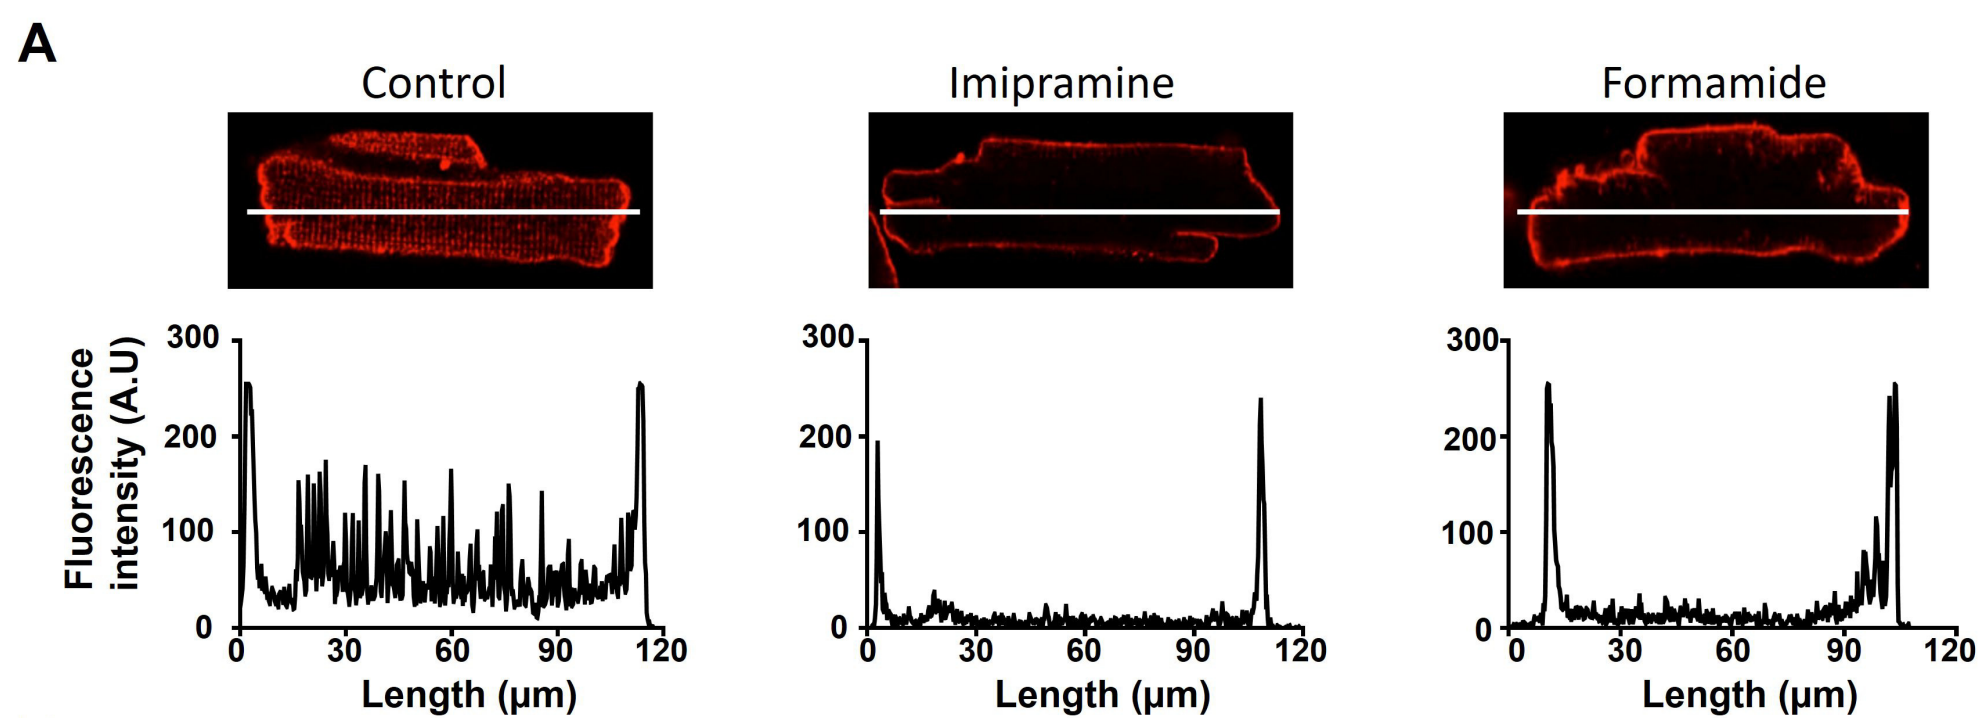 A
Control
Imipramine
Formamide
Fluorescence
intensity (A.U)
300
200
100
0
0 30 60 90 120
Length (μm)
300
200
100
0
0 30 60 90 120
Length (μm)
300
200
100
0
0 30 60 90 120
Length (μm)